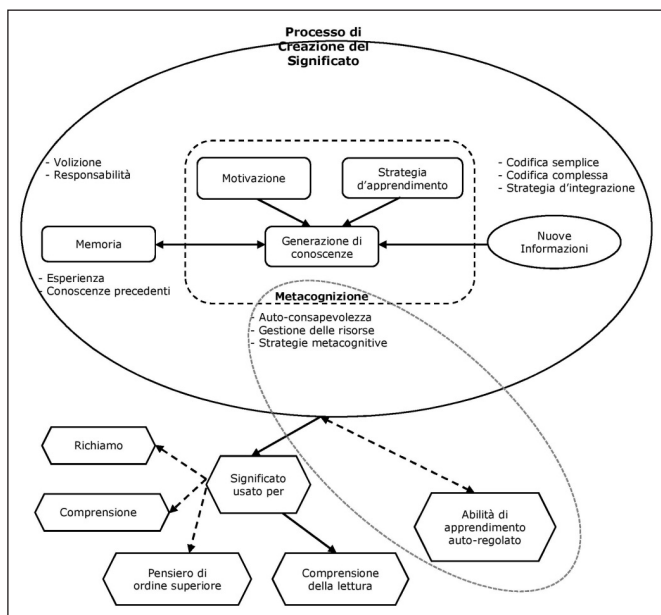 Processo di
Creazione del
Significato
- Volizione
- Responsabilità
Motivazione
Strategia
d'apprendimento
- Codifica semplice
- Codifica complessa
- Strategia d'integrazione
Memoria
Generazione di
conoscenze
Nuove
Informazioni
- Esperienza
- Conoscenze precedenti
Metacognizione
- Auto-consapevolezza
- Gestione delle risorse
- Strategie metacognitive
Richiamo
Significato
usato per
Comprensione
Abilità di
apprendimento
auto-regolato
Pensiero di
ordine superiore
Comprensione
della lettura